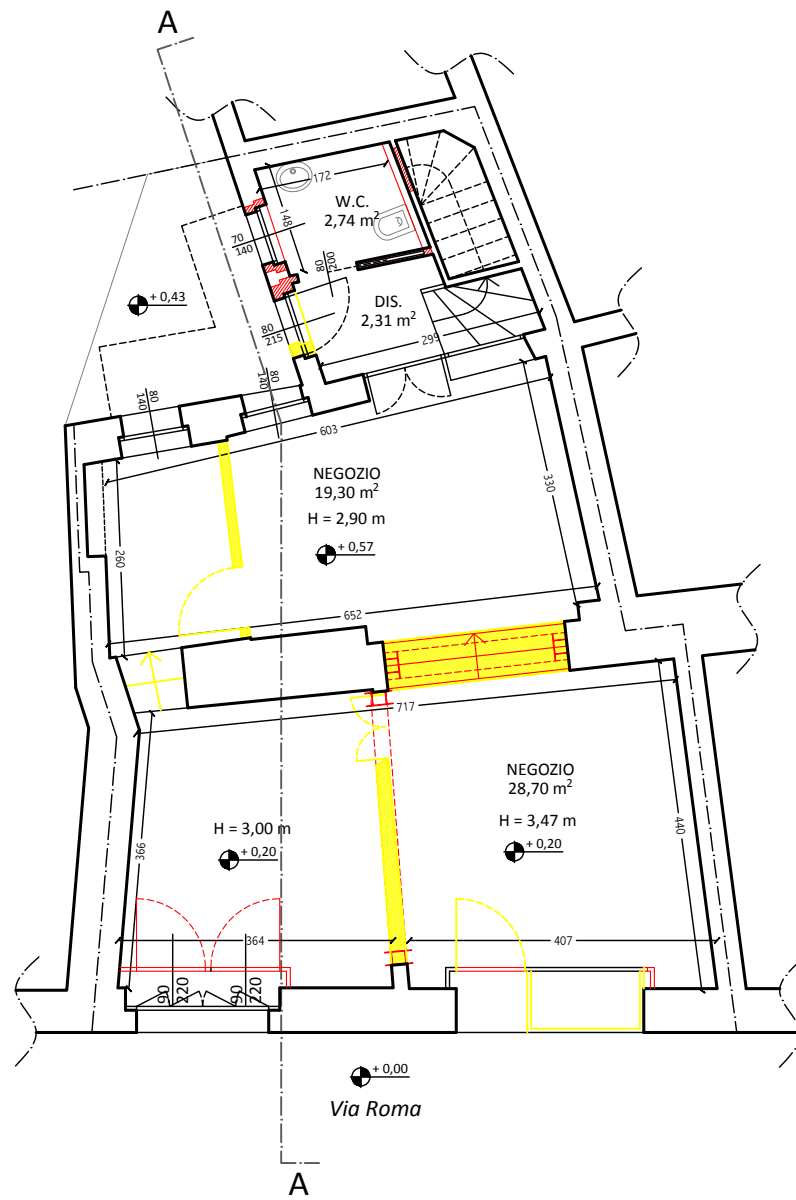 A
172
W.C.
2,74 m²
148
70
140
200
80
+ 0,43
DIS.
2,31 m²
80
215
299
80
140
80
140
603
NEGOZIO
19,30 m²
330
H = 2,90 m
+ 0,57
260
652
717
NEGOZIO
28,70 m²
H = 3,00 m
H = 3,47 m
366
+ 0,20
+ 0,20
440
364
407
90
220
90
220
+ 0,00
Via Roma
A